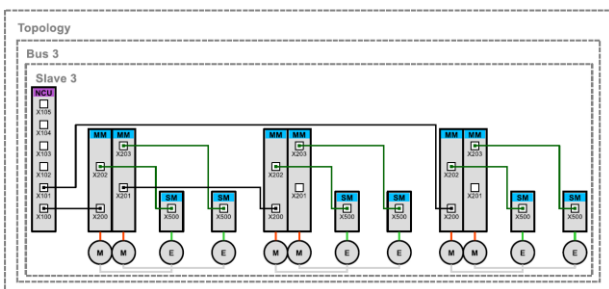 Topology
Bus 3
Slave 3
NCU
X105
X104
X103
X102
X101
X100
MM MM
X203
X202
X201
X200
SM
X500
SM
X500
M M E E
MM MM
X203
X202
X201
X200
SM
X500
SM
X500
M M E E
MM MM
X203
X202
X201
X200
SM
X500
SM
X500
M M E E